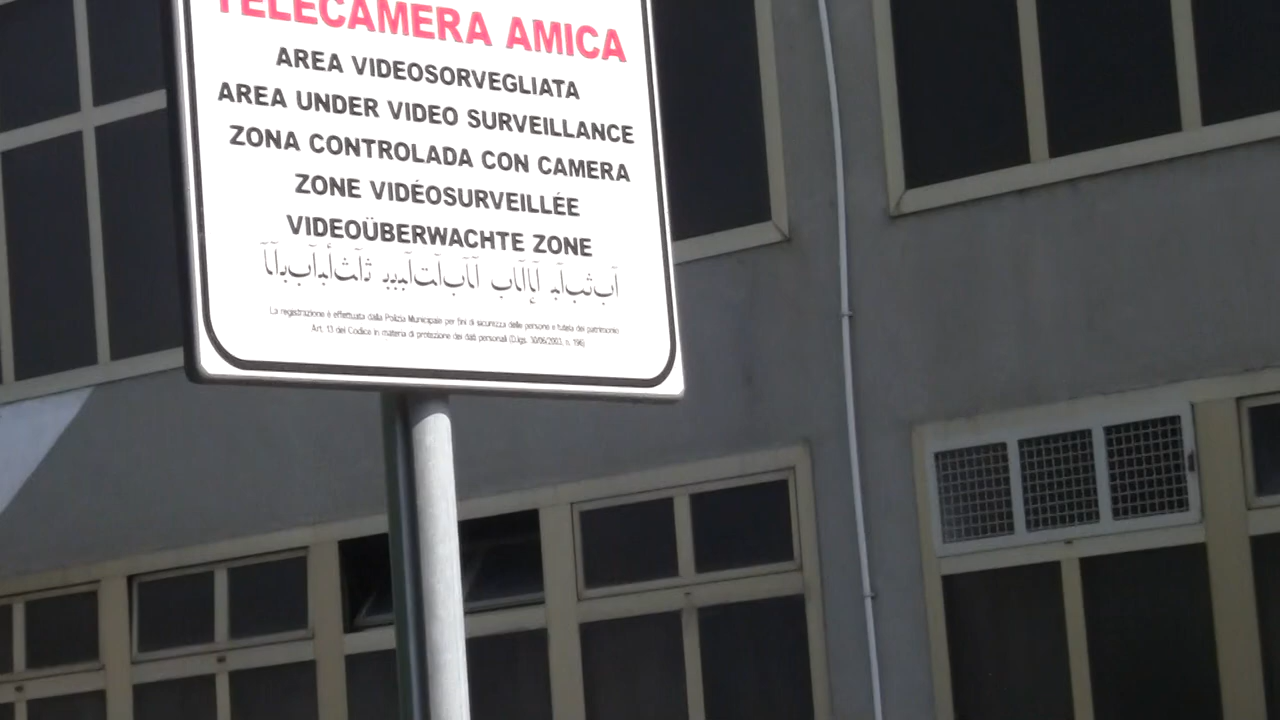 TELECAMERA AMICA
AREA VIDEOSORVEGLIATA
AREA UNDER VIDEO SURVEILLANCE
ZONA CONTROLADA CON CAMERA
ZONE VIDÉOSURVEILLÉE
VIDEOÜBERWACHTE ZONE
La registrazione è effettuata dalla Polizia Municipale per fini di sicurezza delle persone e tutela dei patrimonio
Art. 13 del Codice in materia di protezione dei dati personali (D.lgs. 30/06/2003, n. 196)